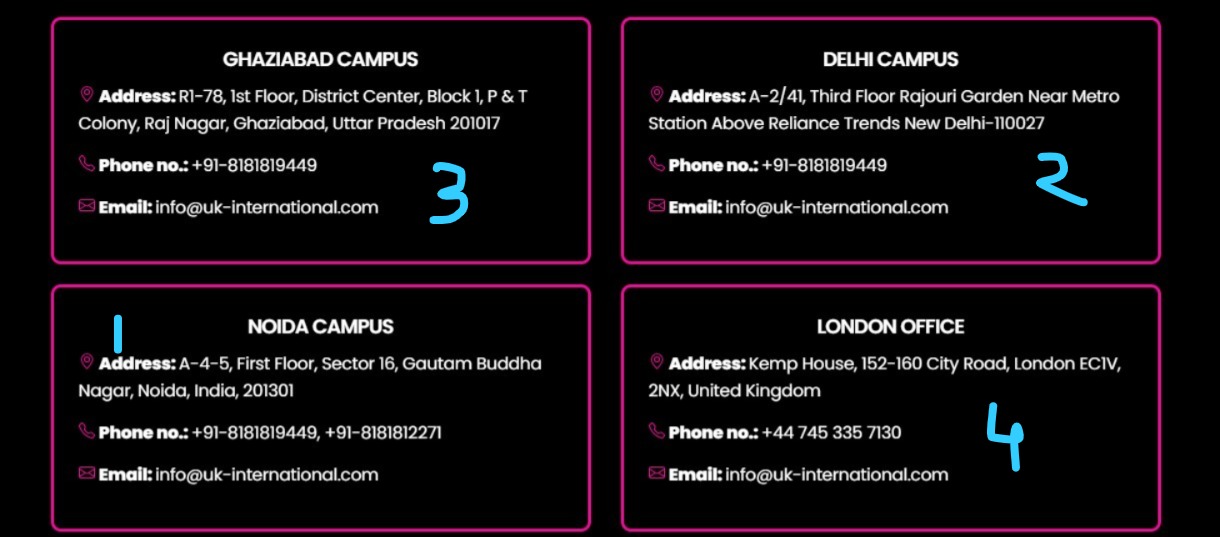 GHAZIABAD CAMPUS
Address: R1-78, 1st Floor, District Center, Block 1, P & T
Colony, Raj Nagar, Ghaziabad, Uttar Pradesh 201017
Phone no.: +91-8181819449
Email: info@uk-international.com
3
DELHI CAMPUS
Address: A-2/41, Third Floor Rajouri Garden Near Metro
Station Above Reliance Trends New Delhi-110027
Phone no.: +91-8181819449
Email: info@uk-international.com
2
NOIDA CAMPUS
1
Address: A-4-5, First Floor, Sector 16, Gautam Buddha
Nagar, Noida, India, 201301
Phone no.: +91-8181819449, +91-8181812271
Email: info@uk-international.com
LONDON OFFICE
Address: Kemp House, 152-160 City Road, London EC1V,
2NX, United Kingdom
Phone no.: +44 745 335 7130
4
Email: info@uk-international.com